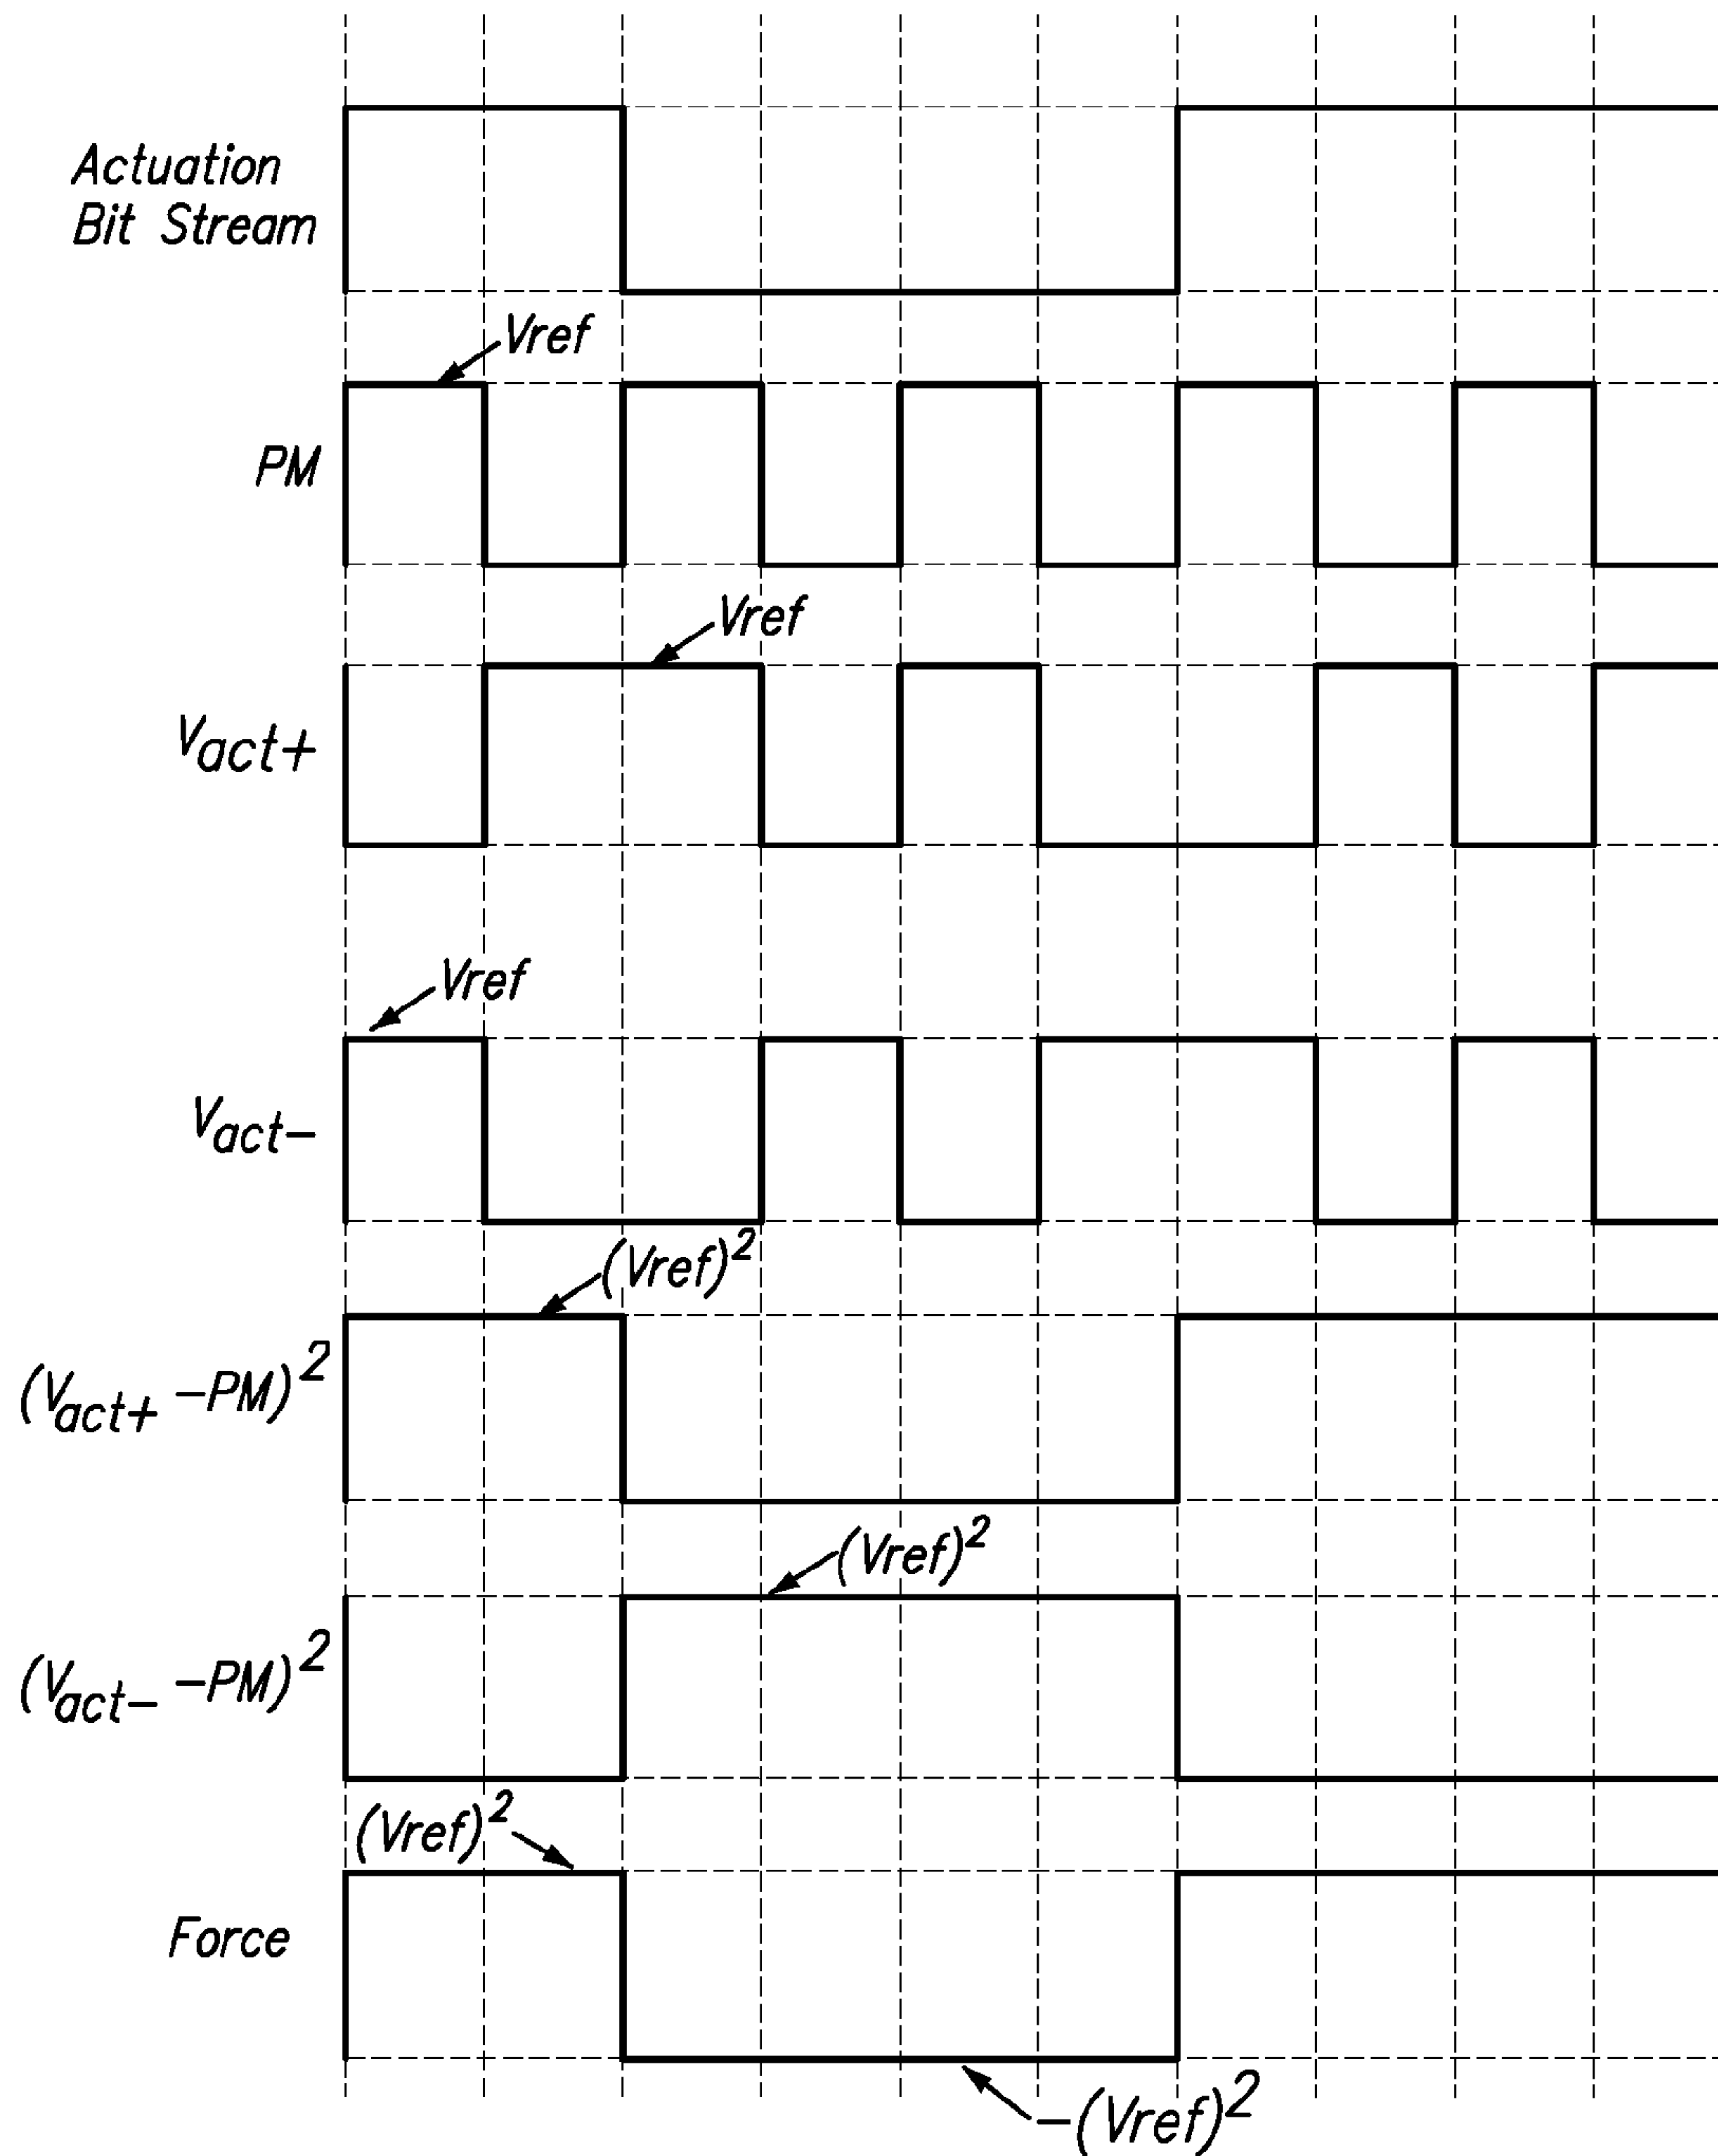 Actuation
Bit Stream
Vref
PM
Vref
Vact+
Vref
Vact−
(Vref)²
(Vact+ −PM)²
(Vref)²
(Vact− −PM)²
(Vref)²
Force
−(Vref)²